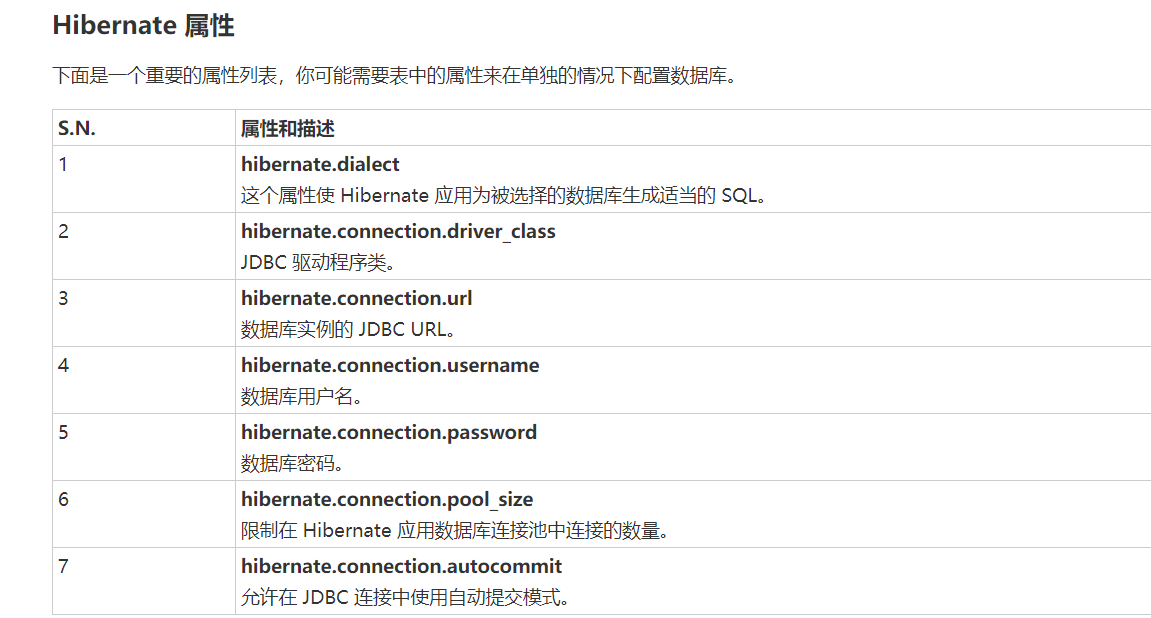 Hibernate 属性
下面是一个重要的属性列表，你可能需要表中的属性来在单独的情况下配置数据库。
S.N. 属性和描述
1 hibernate.dialect
这个属性使 Hibernate 应用为被选择的数据库生成适当的 SQL。
2 hibernate.connection.driver_class
JDBC 驱动程序类。
3 hibernate.connection.url
数据库实例的 JDBC URL。
4 hibernate.connection.username
数据库用户名。
5 hibernate.connection.password
数据库密码。
6 hibernate.connection.pool_size
限制在 Hibernate 应用数据库连接池中连接的数量。
7 hibernate.connection.autocommit
允许在 JDBC 连接中使用自动提交模式。